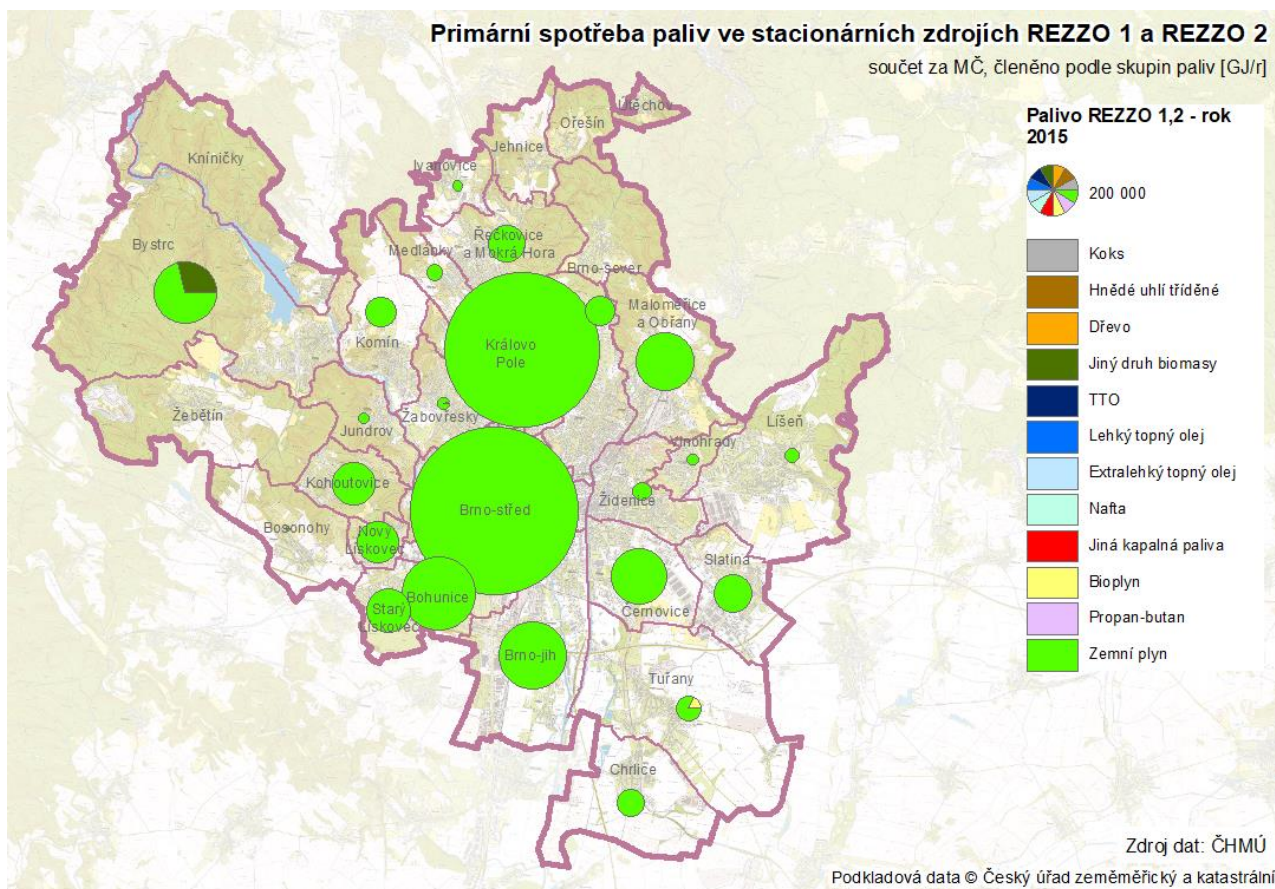 Primární spotřeba paliv ve stacionárních zdrojích REZZO 1 a REZZO 2
součet za MČ, členěno podle skupin paliv [GJ/r]
Palivo REZZO 1,2 - rok
2015
200 000
Koks
Hnědé uhlí tříděné
Dřevo
Jiný druh biomasy
TTO
Lehký topný olej
Extralehký topný olej
Nafta
Jiná kapalná paliva
Bioplyn
Propan-butan
Zemní plyn
Útěchov
Ořešín
Jehnice
Kníničky
Ivanovice
Bystrc
Řečkovice
a Mokrá Hora
Medlánky
Brno-sever
Maloměřice
a Obřany
Komín
Královo
Pole
Žebětín
Žabovřesky
Jundrov
Líšeň
Vinohrady
Kohoutovice
Židenice
Brno-střed
Bosonohy
Nový
Lískovec
Slatina
Bohunice
Černovice
Starý
Lískovec
Brno-jih
Tuřany
Chrlice
Zdroj dat: ČHMÚ
Podkladová data © Český úřad zeměměřický a katastrální